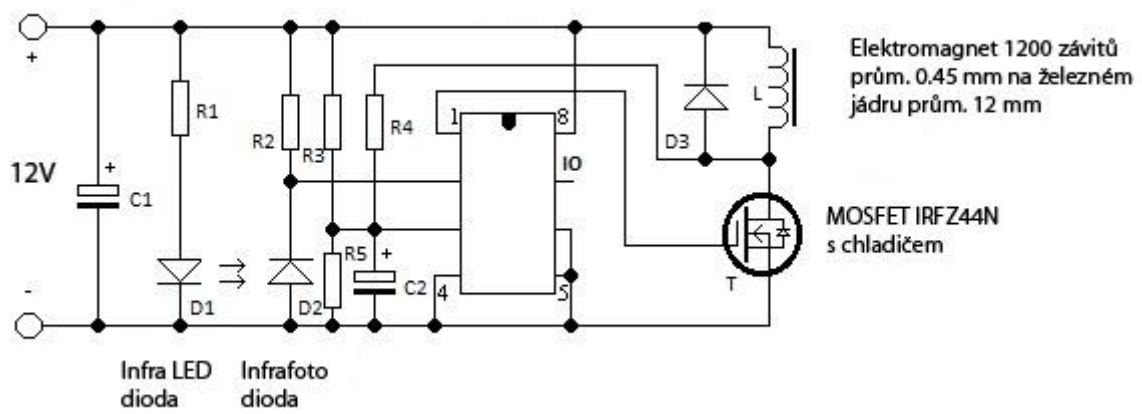 +
12V
-
C1
+
R1
D1
R2
R3
R4
R5
D2
C2
+
1
8
IO
4
5
D3
L
T
Elektromagnet 1200 závitů
prům. 0.45 mm na železném
jádru prům. 12 mm
MOSFET IRFZ44N
s chladičem
Infra LED
dioda
Infrafoto
dioda